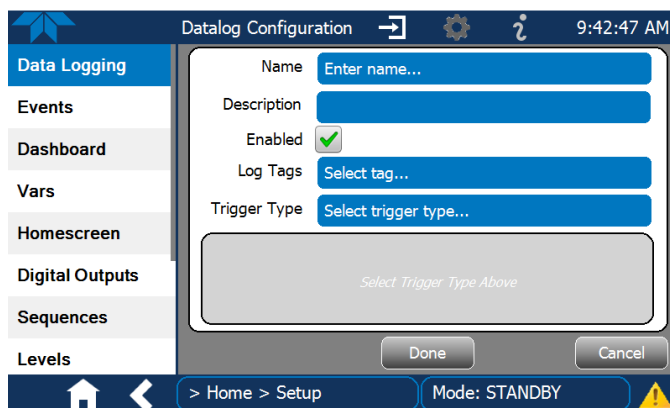 Datalog Configuration
9:42:47 AM
Data Logging
Events
Dashboard
Vars
Homescreen
Digital Outputs
Sequences
Levels
Name
Enter name...
Description
Enabled
Log Tags
Select tag...
Trigger Type
Select trigger type...
Select Trigger Type Above
Done
Cancel
> Home > Setup
Mode: STANDBY